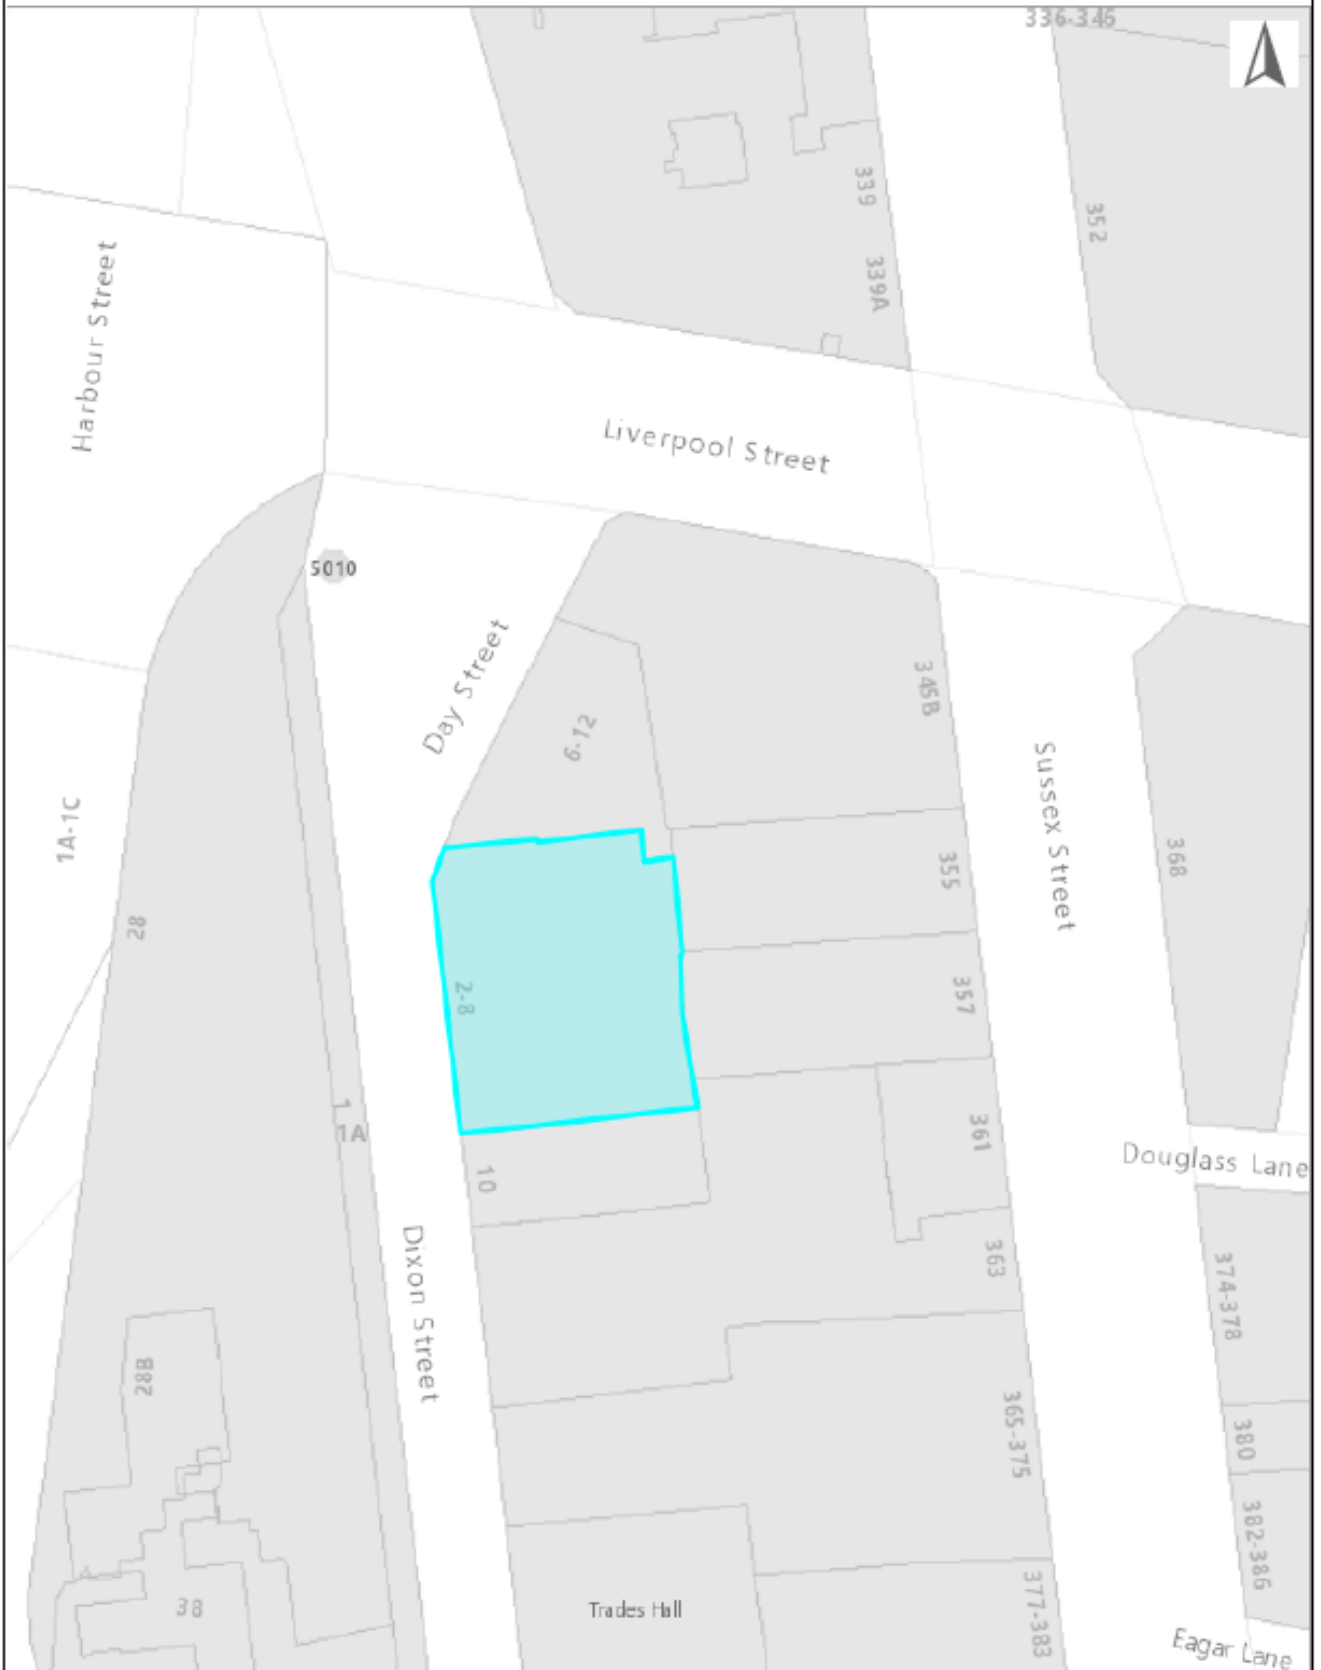 336-346
339
352
339A
Harbour Street
Liverpool Street
5010
Day Street
345B
6-12
Sussex Street
1A-1C
355
368
28
2-8
357
1
1A
361
Douglass Lane
10
363
Dixon Street
374-378
28B
365-375
380
382-386
38
Trades Hall
377-383
Eagar Lane